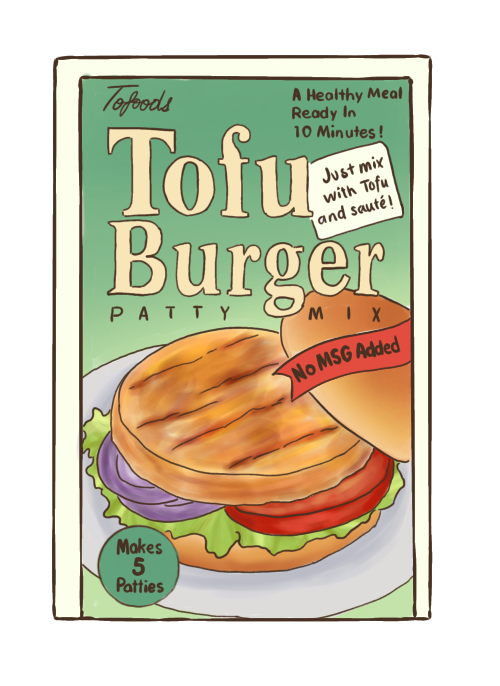 Tofoods
A Healthy Meal
Ready In
10 Minutes!
Tofu
Just mix
with Tofu
and sauté!
Burger
PATTY MIX
No MSG Added
Makes
5
Patties